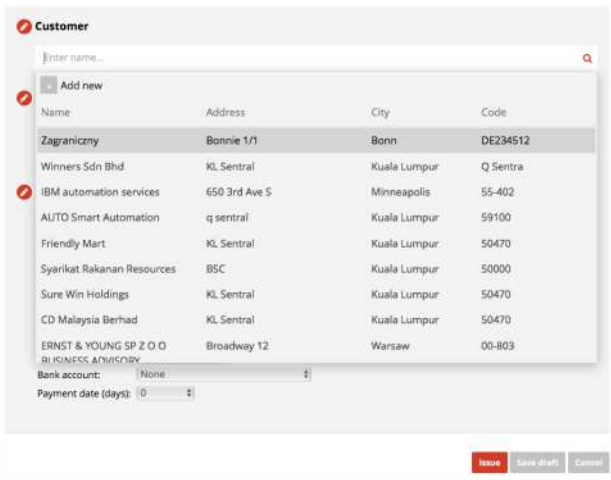 Customer
Enter name...
+ Add new
Name Address City Code
Zagraniczny Bonnie 1/1 Bonn DE234512
Winners Sdn Bhd KL Sentral Kuala Lumpur Q Sentra
IBM automation services 650 3rd Ave S Minneapolis 55-402
AUTO Smart Automation q sentral Kuala Lumpur 59100
Friendly Mart KL Sentral Kuala Lumpur 50470
Syarikat Rakanan Resources BSC Kuala Lumpur 50000
Sure Win Holdings KL Sentral Kuala Lumpur 50470
CD Malaysia Berhad KL Sentral Kuala Lumpur 50470
ERNST & YOUNG SP Z O O Broadway 12 Warsaw 00-803
BUSINESS ADVISORY
Bank account: None
Payment date (days): 0
Issue Save draft Cancel